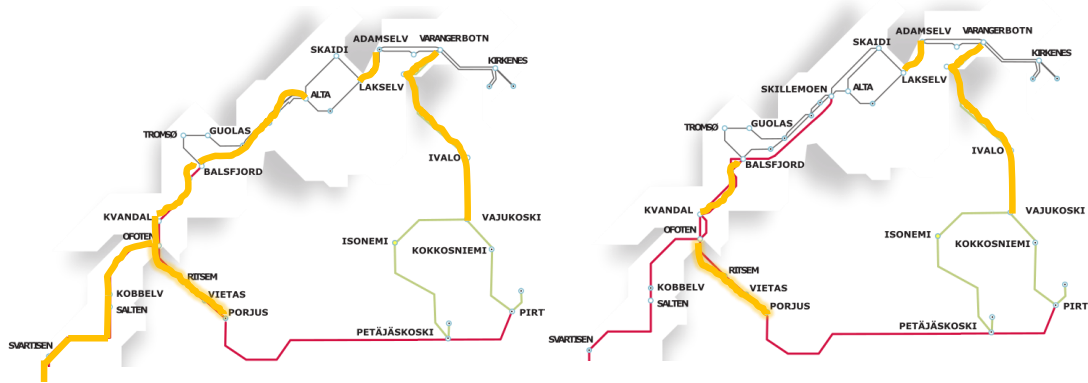 ADAMSELV
VARANGERBOTN
SKAIDI
KIRKENES
LAKSELV
ALTA
GUOLAS
TROMSØ
IVALO
BALSFJORD
KVANDAL
VAJUKOSKI
OFOTEN
ISONEMI
KOKKOSNIEMI
RITSEM
KOBBELV
VIETAS
SALTEN
PORJUS
PIRT
PETÄJÄSKOSKI
SVARTISEN
ADAMSELV
VARANGERBOTN
SKAIDI
KIRKENES
LAKSELV
SKILLEMOEN
ALTA
GUOLAS
TROMSØ
IVALO
BALSFJORD
KVANDAL
VAJUKOSKI
OFOTEN
ISONEMI
KOKKOSNIEMI
RITSEM
KOBBELV
VIETAS
SALTEN
PORJUS
PIRT
PETÄJÄSKOSKI
SVARTISEN